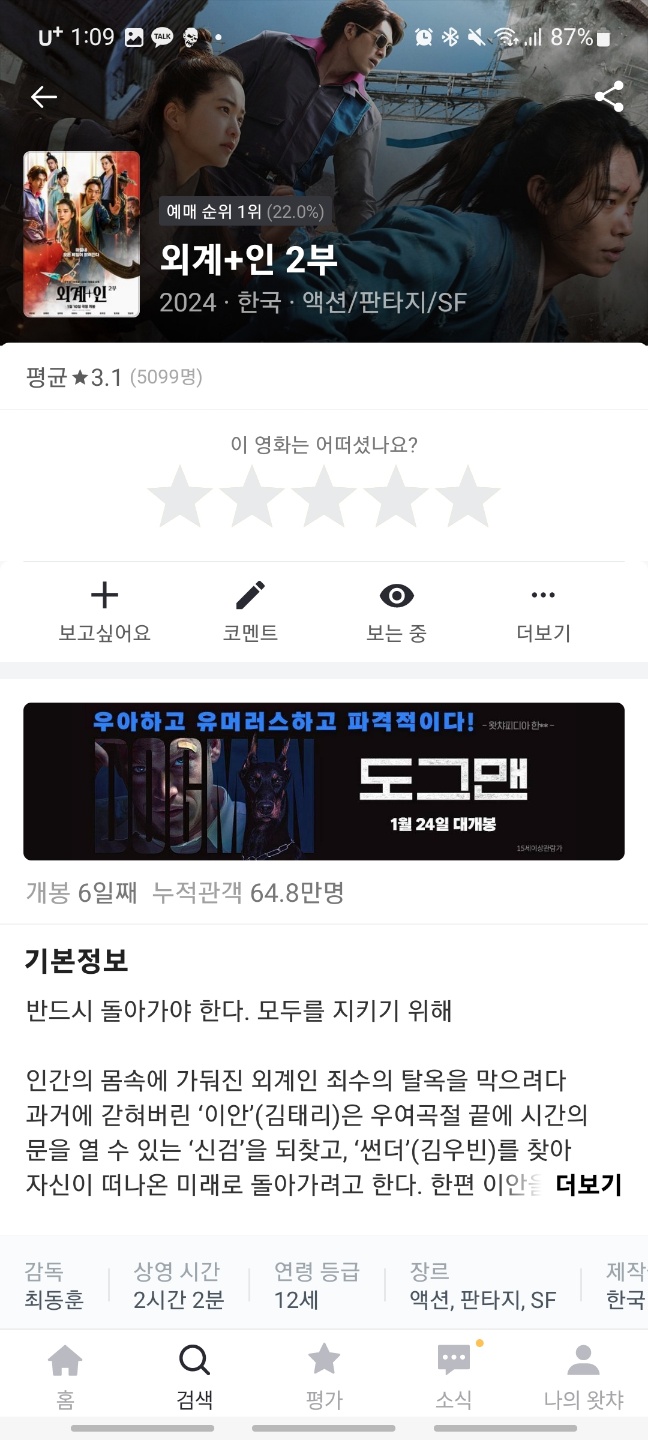 U+ 1:09 TALK 87%
예매 순위 1위 (22.0%)
외계+인 2부
외계+인 2부
2024 · 한국 · 액션/판타지/SF
평균 ★ 3.1 (5099명)
이 영화는 어떠셨나요?
보고싶어요 코멘트 보는 중 더보기
우아하고 유머러스하고 파격적이다! - 왓챠피디아 한** -
DOGMAN
도그맨
1월 24일 대개봉
15세이상관람가
개봉 6일째 누적관객 64.8만명
기본정보
반드시 돌아가야 한다. 모두를 지키기 위해
인간의 몸속에 가둬진 외계인 죄수의 탈옥을 막으려다
과거에 갇혀버린 ‘이안’(김태리)은 우여곡절 끝에 시간의
문을 열 수 있는 ‘신검’을 되찾고, ‘썬더’(김우빈)를 찾아
자신이 떠나온 미래로 돌아가려고 한다. 한편 이안을 더보기
감독 상영 시간 연령 등급 장르 제작
최동훈 2시간 2분 12세 액션, 판타지, SF 한국
홈 검색 평가 소식 나의 왓챠